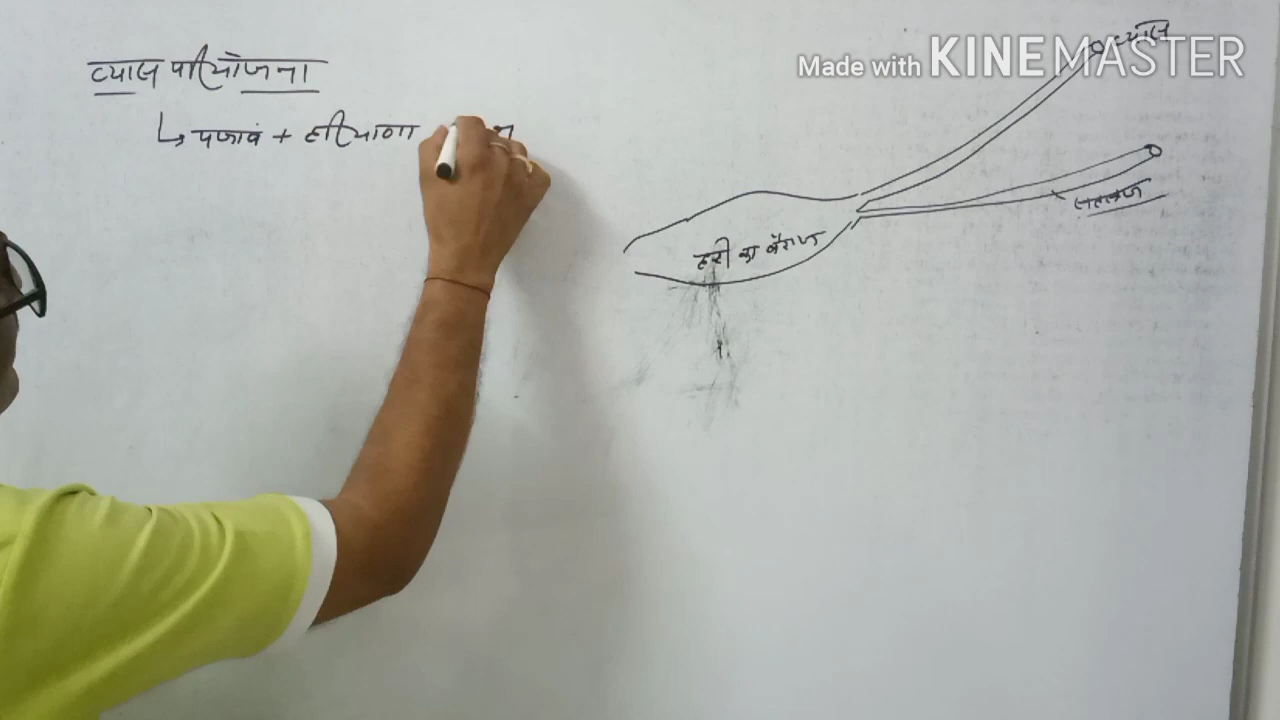 व्यास परियोजना
↳ पंजाब + हरियाणा
Made with KINEMASTER
व्यास
सतलज
हरी का बैराज